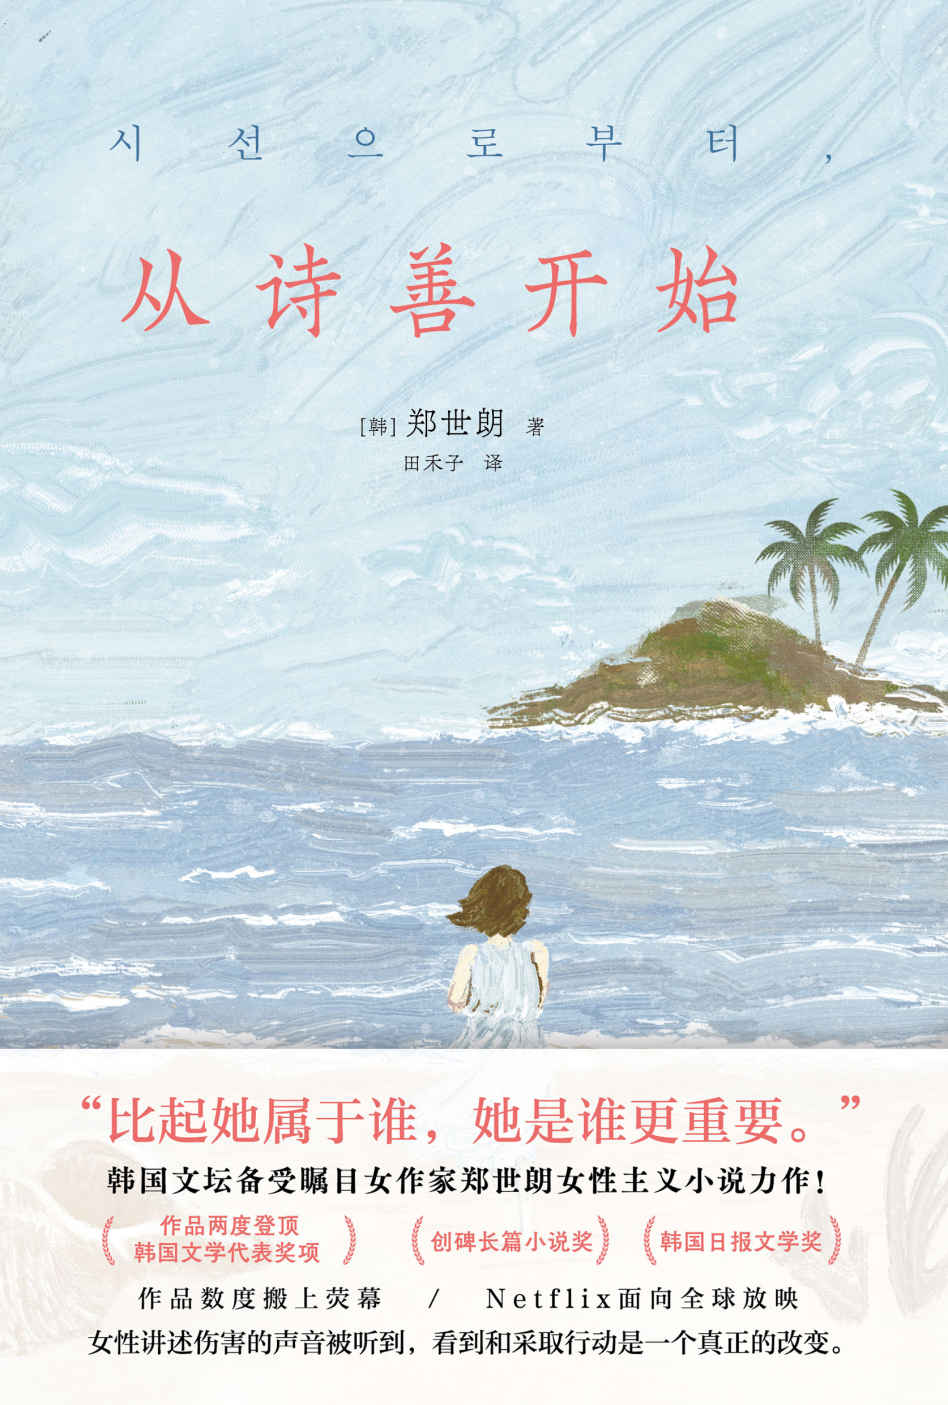 시선으로부터,
从诗善开始
[韩] 郑世朗 著
田禾子 译
“比起她属于谁，她是谁更重要。”
韩国文坛备受瞩目女作家郑世朗女性主义小说力作！
作品两度登顶
韩国文学代表奖项
创碑长篇小说奖
韩国日报文学奖
作品数度搬上荧幕 / Netflix面向全球放映
女性讲述伤害的声音被听到，看到和采取行动是一个真正的改变。